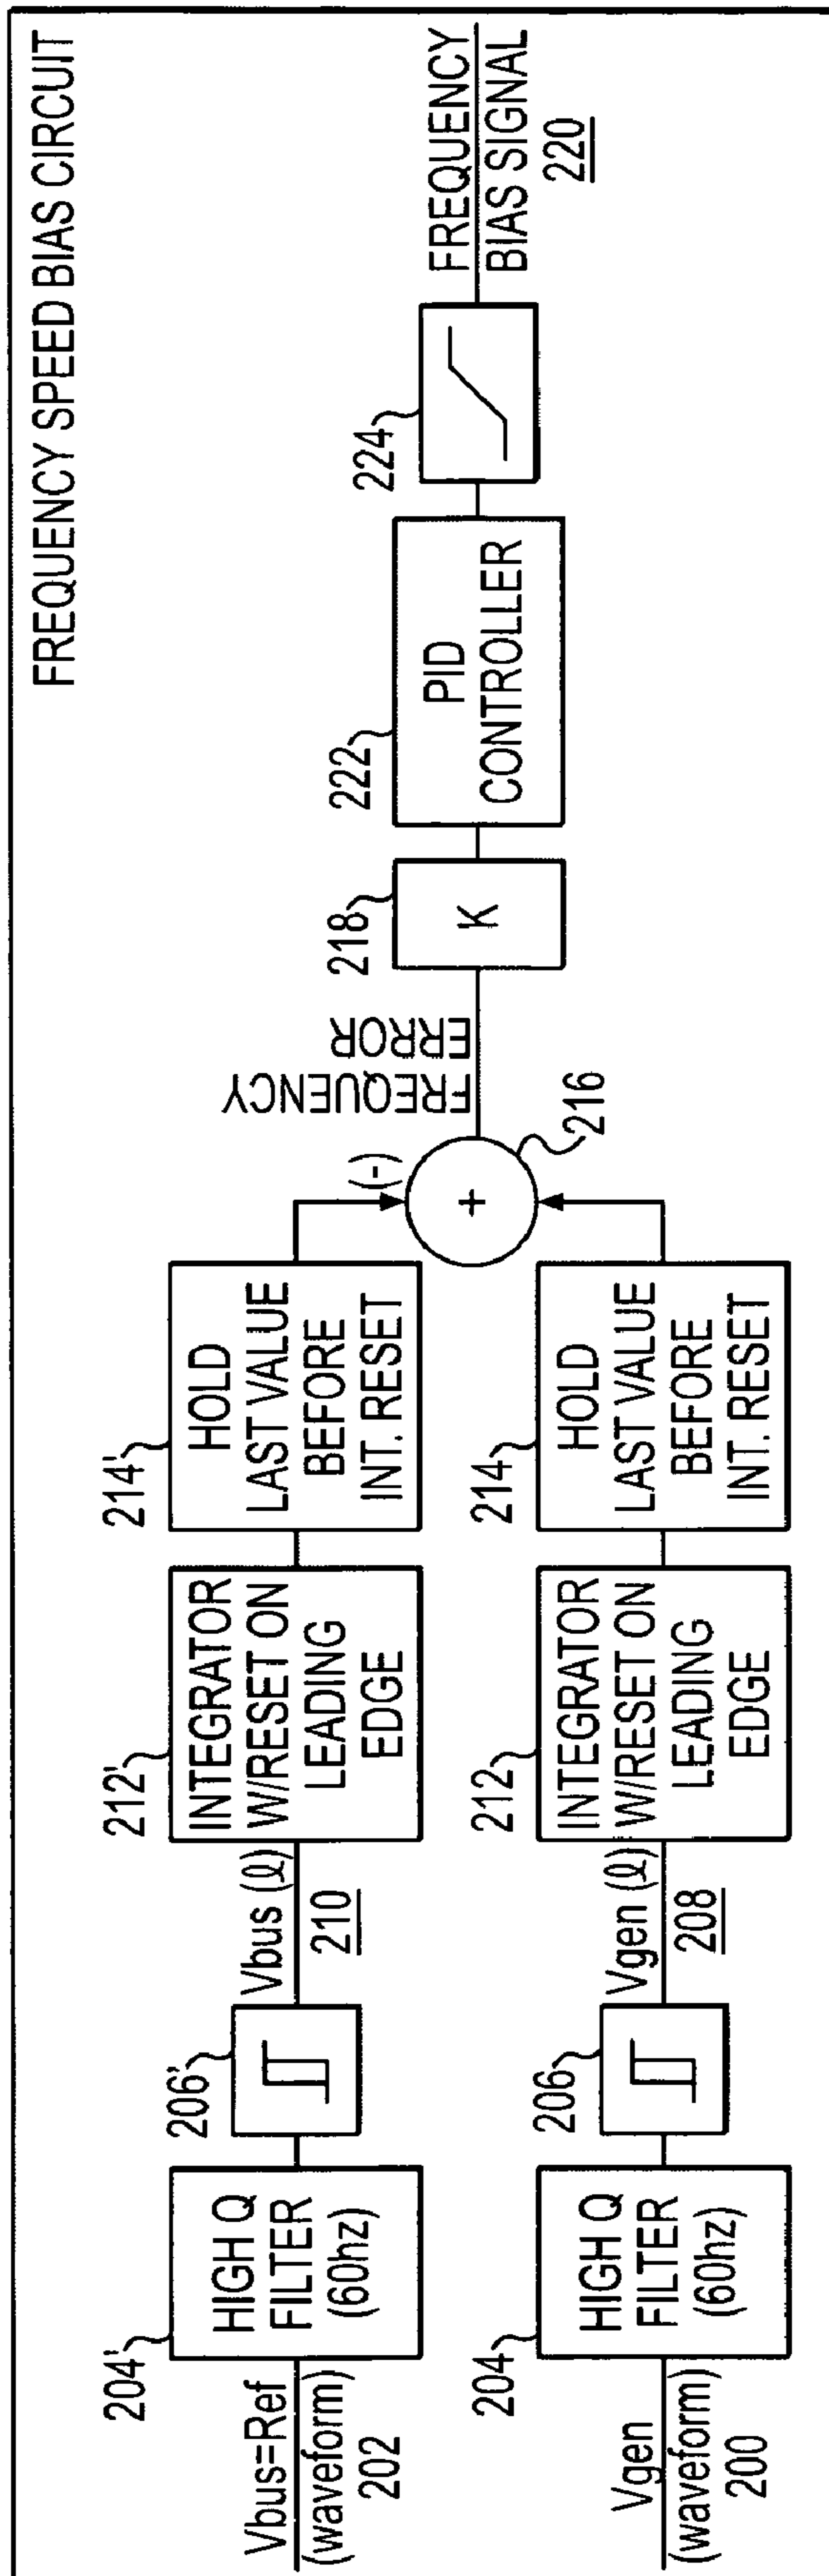 FREQUENCY SPEED BIAS CIRCUIT
Vbus=Ref
(waveform)
202
204'
HIGH Q
FILTER
(60hz)
206'
Vbus (ℓ)
210
212'
INTEGRATOR
W/RESET ON
LEADING
EDGE
214'
HOLD
LAST VALUE
BEFORE
INT. RESET
(-)
Vgen
(waveform)
200
204
HIGH Q
FILTER
(60hz)
206
Vgen (ℓ)
208
212
INTEGRATOR
W/RESET ON
LEADING
EDGE
214
HOLD
LAST VALUE
BEFORE
INT. RESET
+
216
FREQUENCY
ERROR
218
K
222
PID
CONTROLLER
224
FREQUENCY
BIAS SIGNAL
220